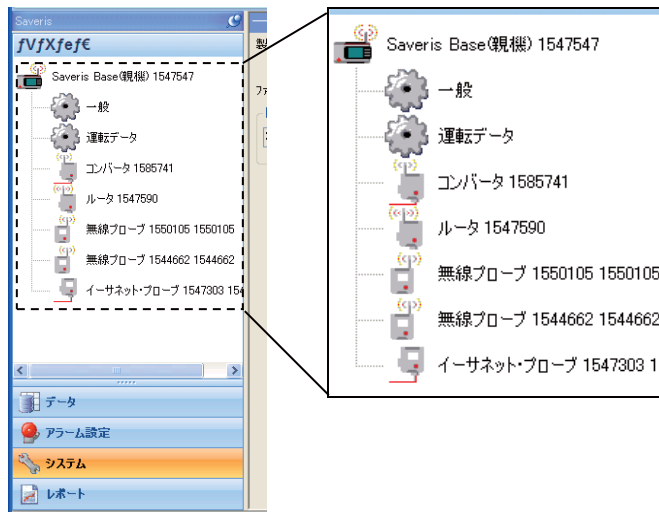 Saveris
ƒVƒXƒeƒ€
Saveris Base(親機) 1547547
一般
運転データ
コンバータ 1585741
ルータ 1547590
無線プローブ 1550105 1550105
無線プローブ 1544662 1544662
イーサネット・プローブ 1547303 154
データ
アラーム設定
システム
レポート
Saveris Base(親機) 1547547
一般
運転データ
コンバータ 1585741
ルータ 1547590
無線プローブ 1550105 1550105
無線プローブ 1544662 1544662
イーサネット・プローブ 1547303 1